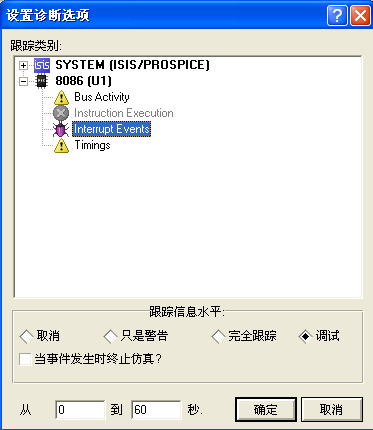 设置诊断选项
跟踪类别:
SYSTEM (ISIS/PROSPICE)
8086 (U1)
Bus Activity
Instruction Execution
Interrupt Events
Timings
跟踪信息水平:
取消 只是警告 完全跟踪 调试
当事件发生时终止仿真?
从 0 到 60 秒. 确定 取消